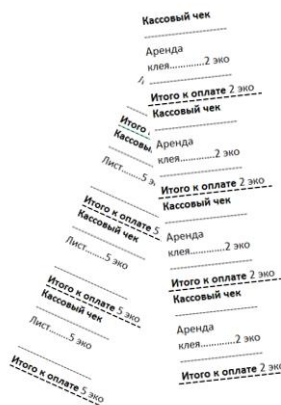 Кассовый чек
Аренда
клея.............2 эко
Итого к оплате 2 эко
Кассовый чек
Аренда
клея.............2 эко
Итого к оплате 2 эко
Кассовый чек
Аренда
клея.............2 эко
Итого к оплате 2 эко
Кассовый чек
Аренда
клея.............2 эко
Итого к оплате 2 эко
Итого
Кассовы
Лист.......5 э
Итого к оплате 5
Кассовый чек
Лист.......5 эко
Итого к оплате 5 эко
Кассовый чек
Лист.......5 эко
Итого к оплате 5 эко